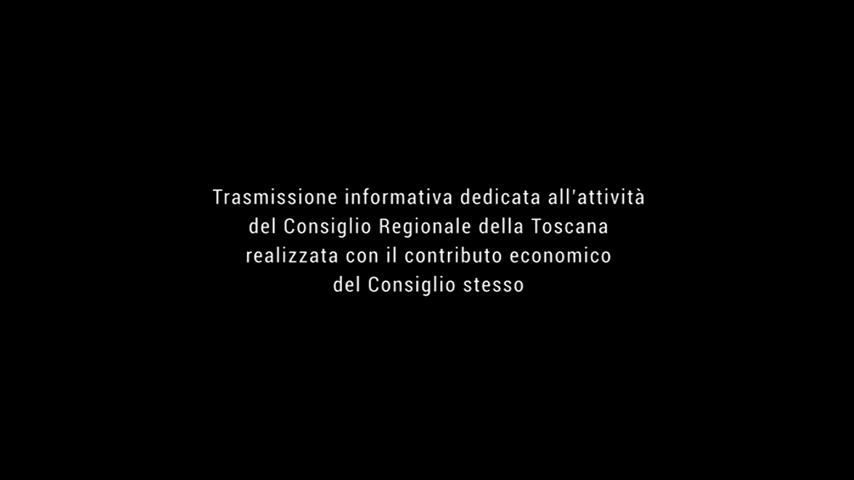 Trasmissione informativa dedicata all'attività
del Consiglio Regionale della Toscana
realizzata con il contributo economico
del Consiglio stesso